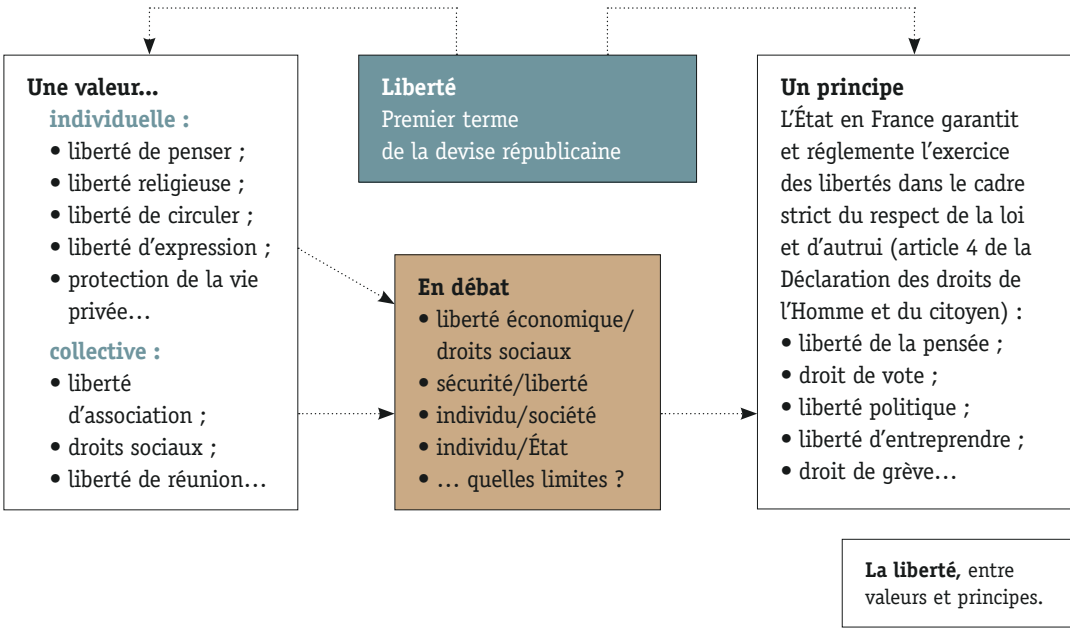 Une valeur...
individuelle :
• liberté de penser ;
• liberté religieuse ;
• liberté de circuler ;
• liberté d'expression ;
• protection de la vie
privée...
collective :
• liberté
d'association ;
• droits sociaux ;
• liberté de réunion...
Liberté
Premier terme
de la devise républicaine
En débat
• liberté économique/
droits sociaux
• sécurité/liberté
• individu/société
• individu/État
• ... quelles limites ?
Un principe
L'État en France garantit
et réglemente l'exercice
des libertés dans le cadre
strict du respect de la loi
et d'autrui (article 4 de la
Déclaration des droits de
l'Homme et du citoyen) :
• liberté de la pensée ;
• droit de vote ;
• liberté politique ;
• liberté d'entreprendre ;
• droit de grève...
La liberté, entre
valeurs et principes.